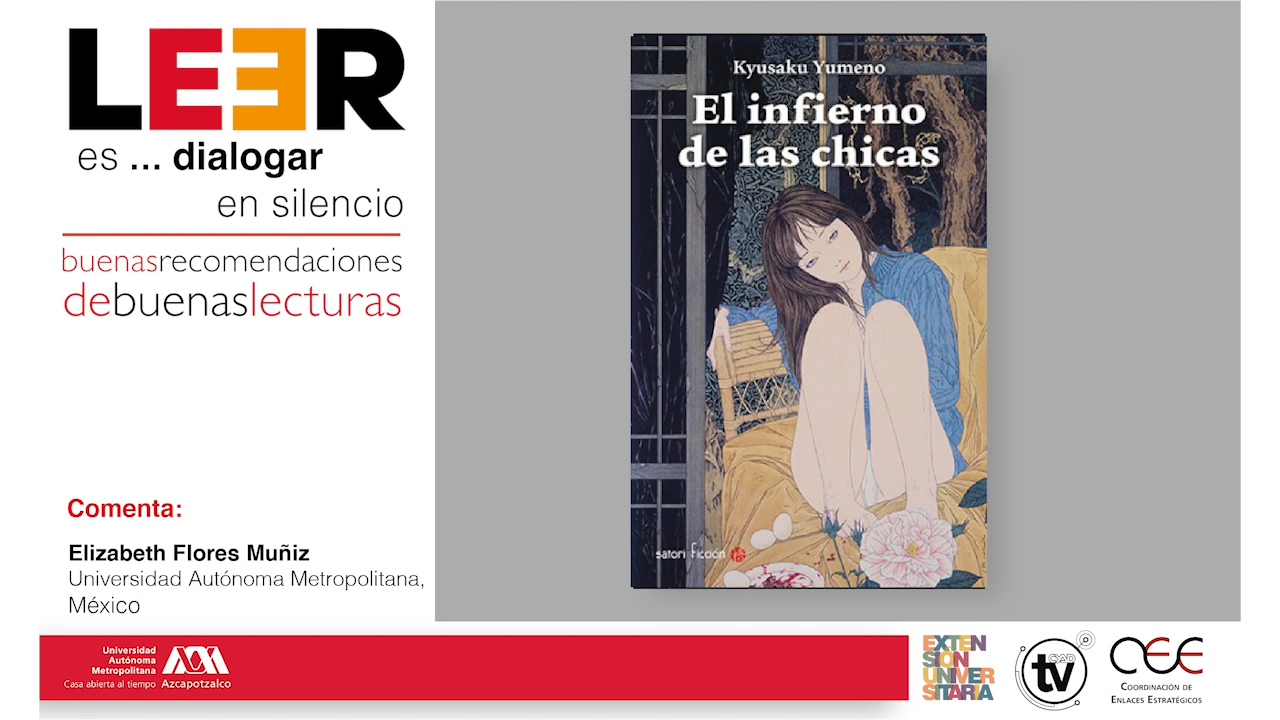 LEER
es ... dialogar
en silencio
buenasrecomendaciones
debuenaslecturas
Comenta:
Elizabeth Flores Muñiz
Universidad Autónoma Metropolitana,
México
Kyusaku Yumeno
El infierno
de las chicas
satori Ficción
Universidad
Autónoma
Metropolitana
Casa abierta al tiempo Azcapotzalco
EXTEN
SIÓN
UNIVER
SITARIA
CYAD
tv
CEE
COORDINACIÓN DE
ENLACES ESTRATÉGICOS